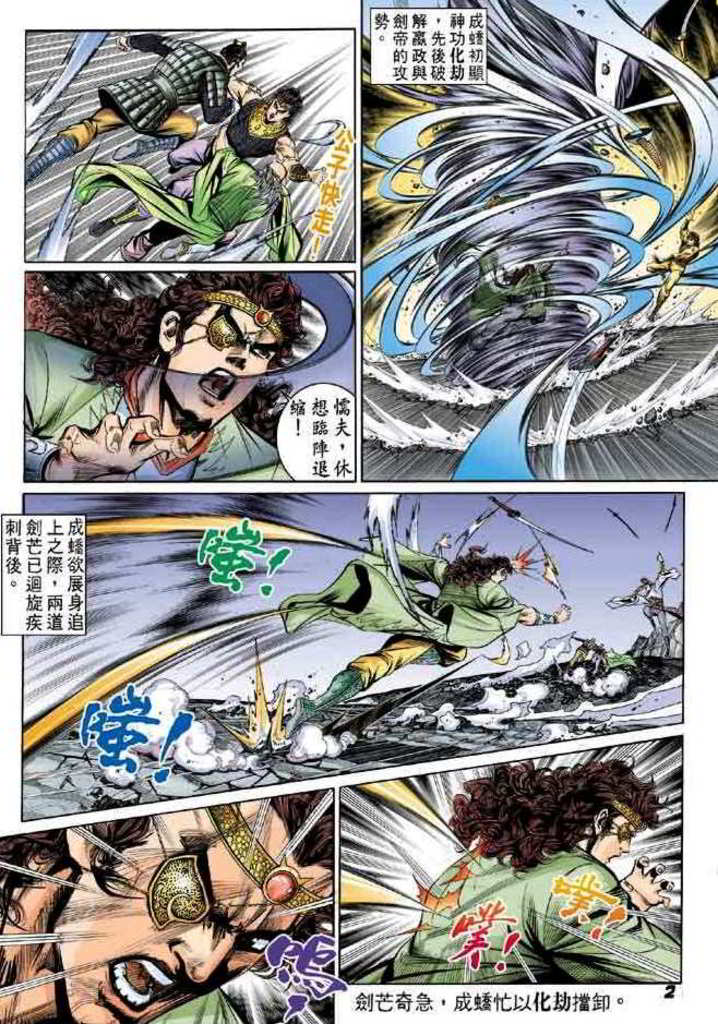 成蟜初顯
神功化劫
，先後破
解嬴政與
劍帝的攻
勢。
公子快走！
懦夫，休
想臨陣退
縮！
成蟜欲展身追
上之際，兩道
劍芒已迴旋疾
刺背後。
嗤！
嗤！
噗！
噗！
嗚！
劍芒奇急，成蟜忙以化劫擋卸。
2